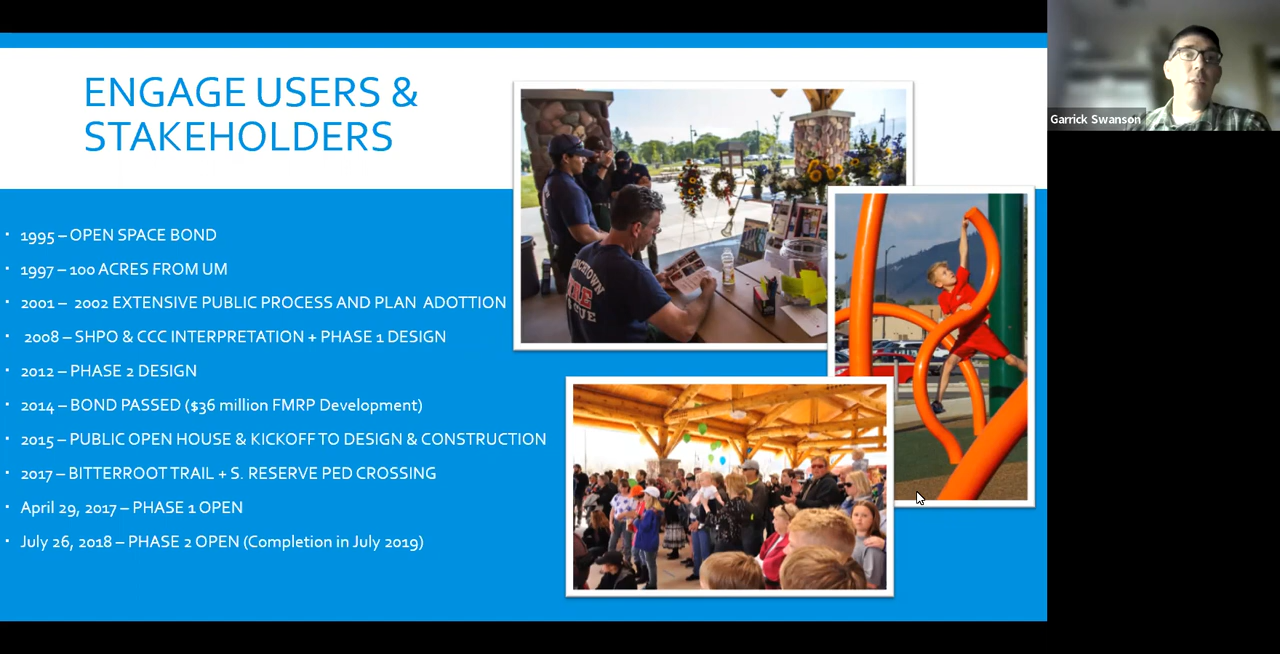 ENGAGE USERS &
STAKEHOLDERS
1995 – OPEN SPACE BOND
1997 – 100 ACRES FROM UM
2001 – 2002 EXTENSIVE PUBLIC PROCESS AND PLAN ADOTTION
2008 – SHPO & CCC INTERPRETATION + PHASE 1 DESIGN
2012 – PHASE 2 DESIGN
2014 – BOND PASSED ($36 million FMRP Development)
2015 – PUBLIC OPEN HOUSE & KICKOFF TO DESIGN & CONSTRUCTION
2017 – BITTERROOT TRAIL + S. RESERVE PED CROSSING
April 29, 2017 – PHASE 1 OPEN
July 26, 2018 – PHASE 2 OPEN (Completion in July 2019)
Garrick Swanson